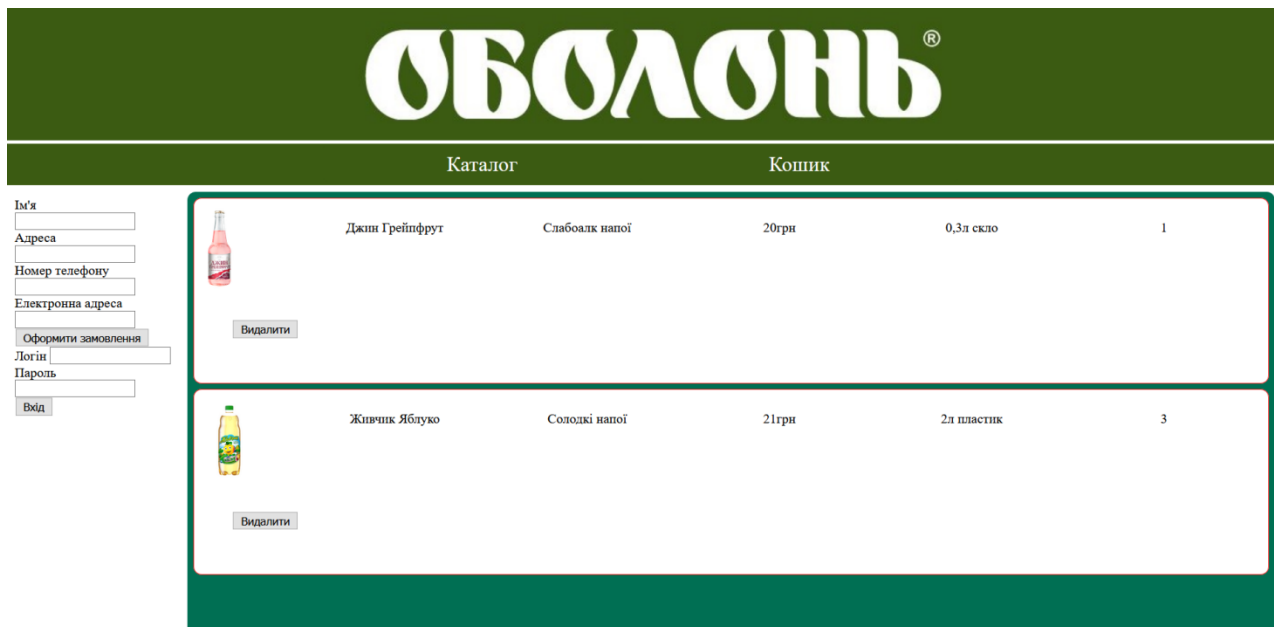 ОБОЛОНЬ®
Каталог Кошик
Ім'я
Адреса
Номер телефону
Електронна адреса
Оформити замовлення
Логін
Пароль
Вхід
Джин Грейпфрут Слабоалк напої 20грн 0,3л скло 1
Видалити
Живчик Яблуко Солодкі напої 21грн 2л пластик 3
Видалити